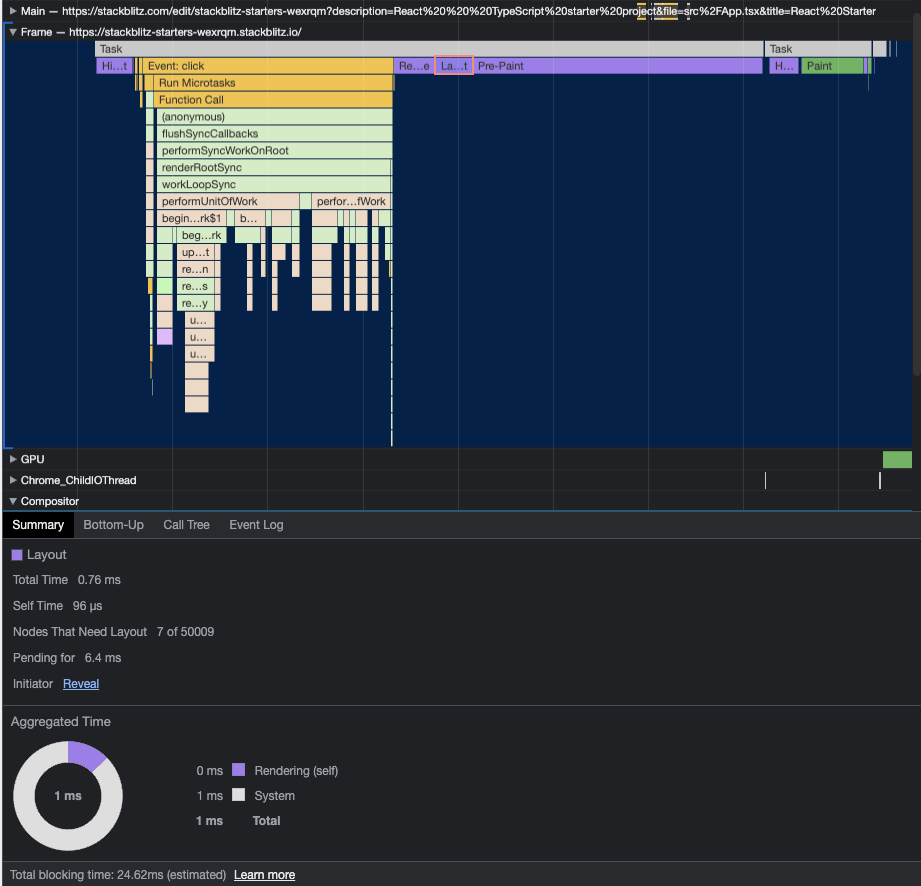 Main — https://stackblitz.com/edit/stackblitz-starters-wexrqm?description=React%20%20%20TypeScript%20starter%20project&file=src%2FApp.tsx&title=React%20Starter
Frame — https://stackblitz-starters-wexrqm.stackblitz.io/
Task Task
Hi…t Event: click Re…e La…t Pre-Paint H… Paint
Run Microtasks
Function Call
(anonymous)
flushSyncCallbacks
performSyncWorkOnRoot
renderRootSync
workLoopSync
performUnitOfWork perfor…fWork
begin…rk$1 b…
beg…rk
up…t
re…n
re…s
re…y
u…
u…
u…
GPU
Chrome_ChildIOThread
Compositor
Summary Bottom-Up Call Tree Event Log
Layout
Total Time 0.76 ms
Self Time 96 μs
Nodes That Need Layout 7 of 50009
Pending for 6.4 ms
Initiator Reveal
Aggregated Time
1 ms
0 ms Rendering (self)
1 ms System
1 ms Total
Total blocking time: 24.62ms (estimated) Learn more